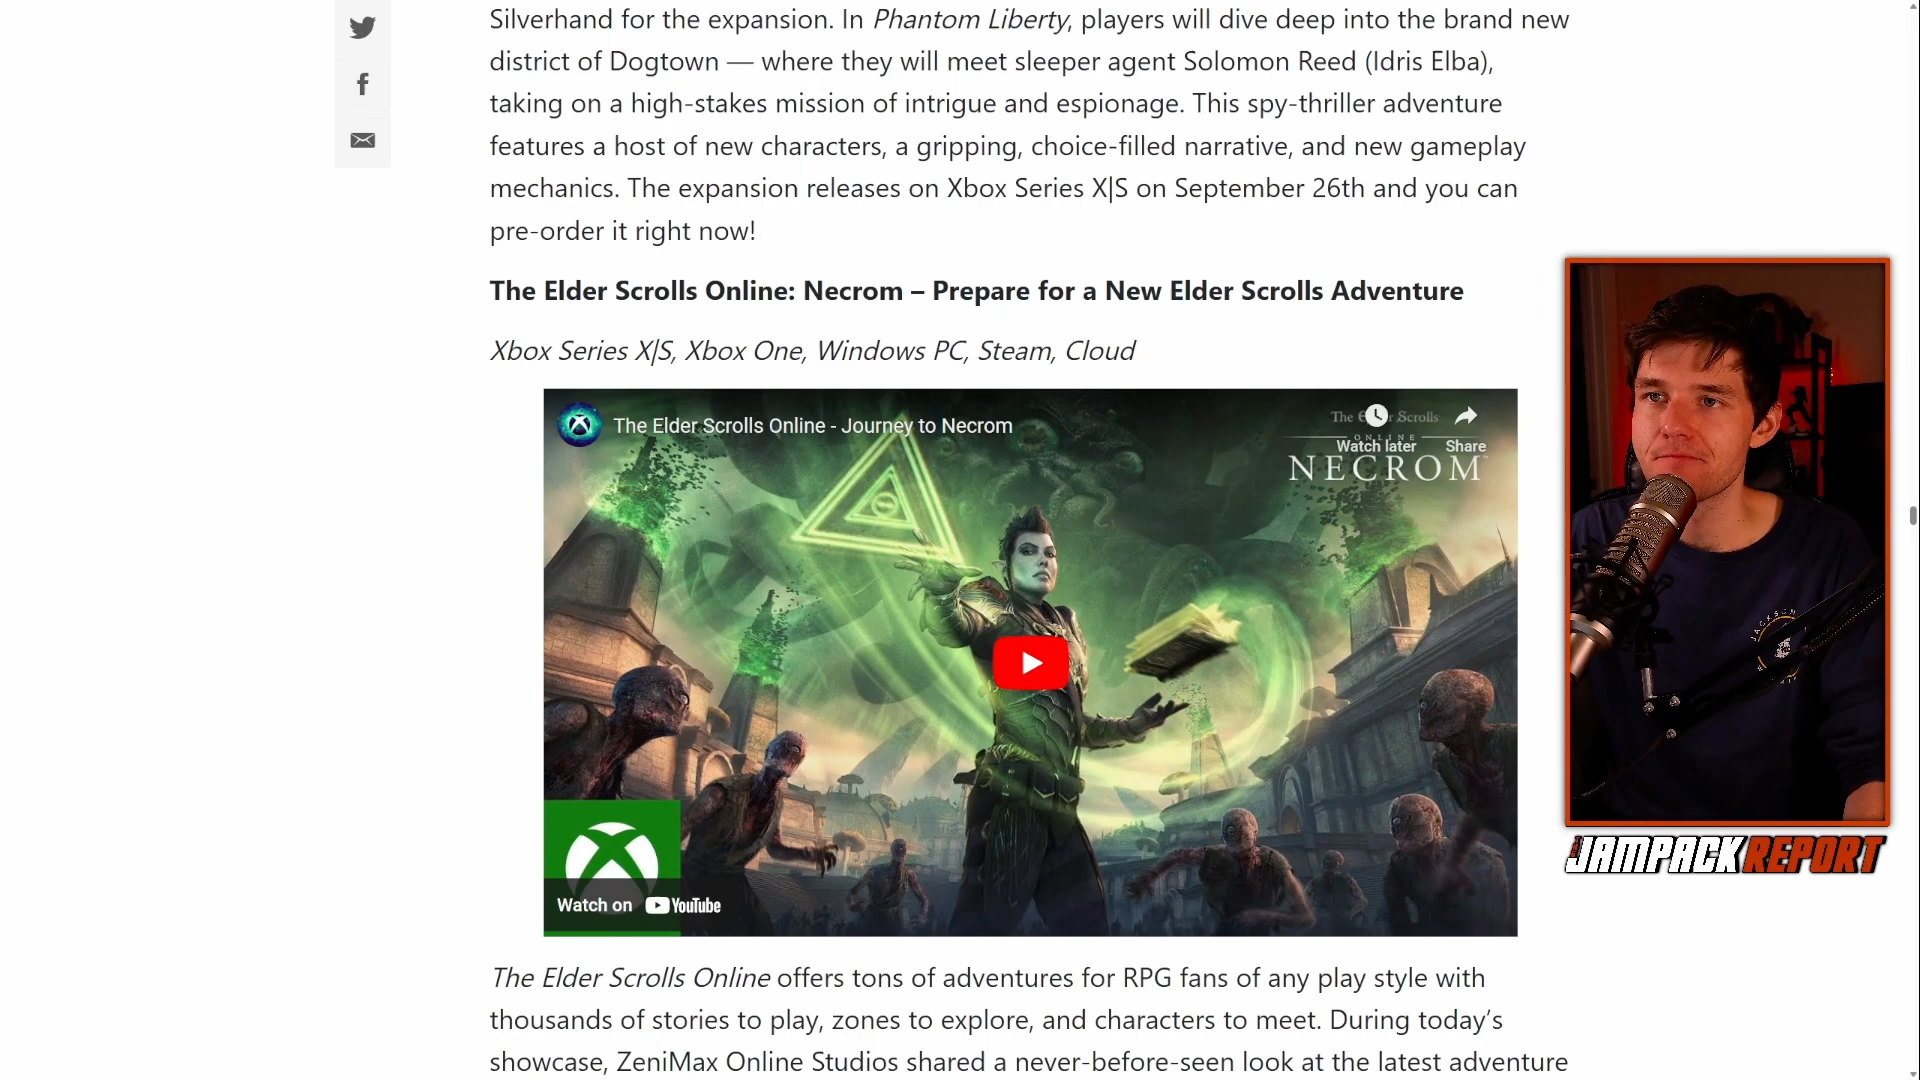 Silverhand for the expansion. In Phantom Liberty, players will dive deep into the brand new
district of Dogtown — where they will meet sleeper agent Solomon Reed (Idris Elba),
taking on a high-stakes mission of intrigue and espionage. This spy-thriller adventure
features a host of new characters, a gripping, choice-filled narrative, and new gameplay
mechanics. The expansion releases on Xbox Series X|S on September 26th and you can
pre-order it right now!
The Elder Scrolls Online: Necrom – Prepare for a New Elder Scrolls Adventure
Xbox Series X|S, Xbox One, Windows PC, Steam, Cloud
The Elder Scrolls Online - Journey to Necrom
Watch later
Share
NECROM
Watch on YouTube
JAMPACK REPORT
The Elder Scrolls Online offers tons of adventures for RPG fans of any play style with
thousands of stories to play, zones to explore, and characters to meet. During today’s
showcase, ZeniMax Online Studios shared a never-before-seen look at the latest adventure